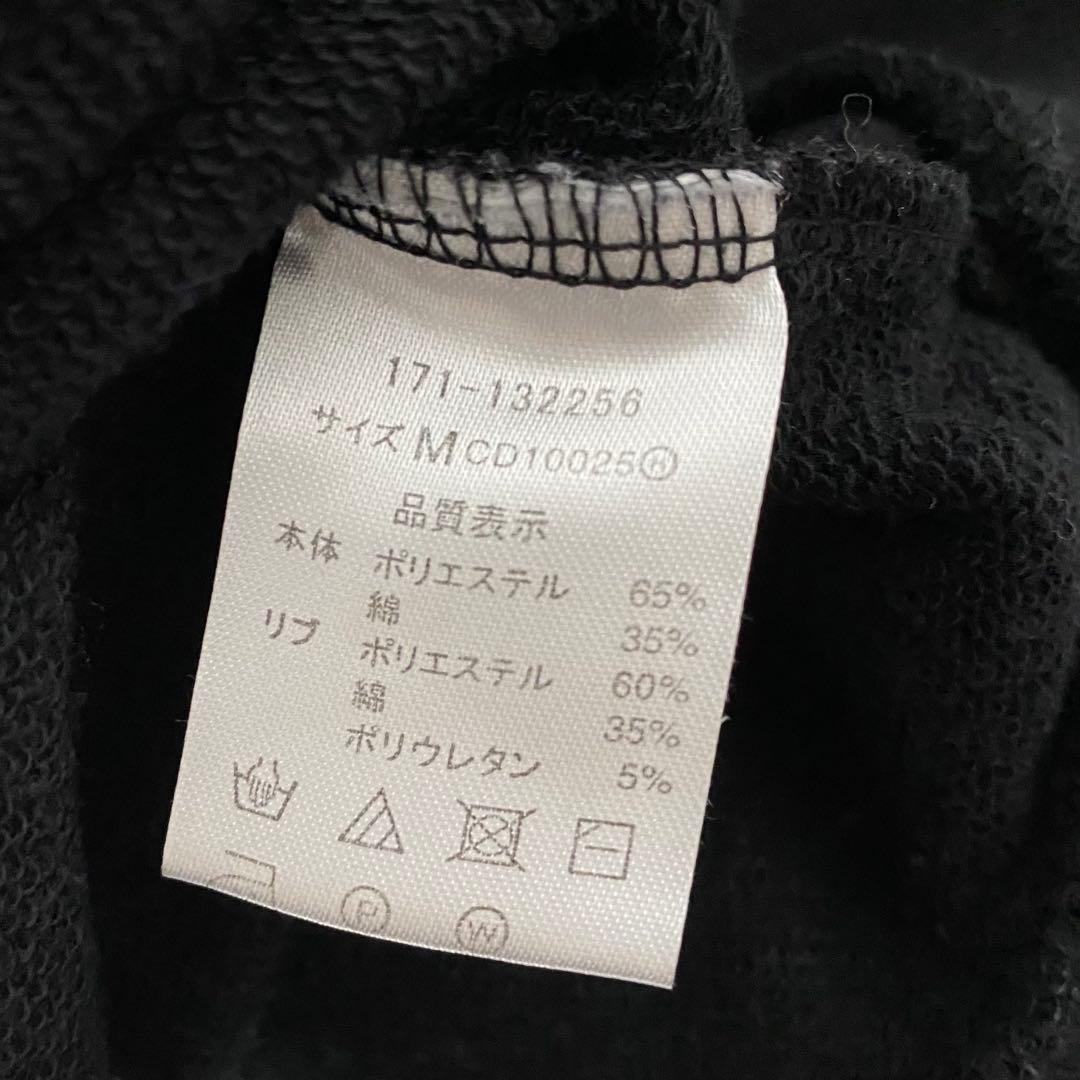 171-132256
サイズ M CD10025Ⓗ
品質表示
本体 ポリエステル 65%
綿 35%
リブ ポリエステル 60%
綿 35%
ポリウレタン 5%
Ⓟ Ⓦ